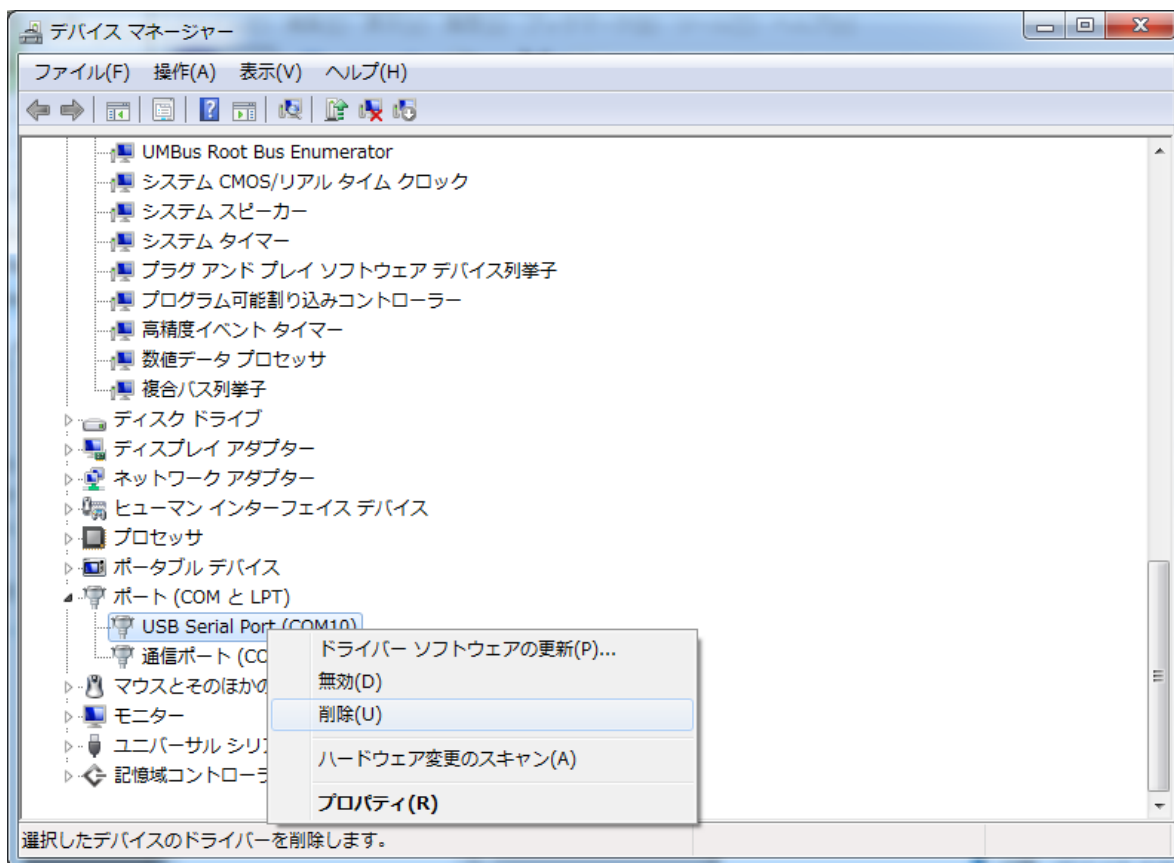 デバイス マネージャー
ファイル(F) 操作(A) 表示(V) ヘルプ(H)
UMBus Root Bus Enumerator
システム CMOS/リアル タイム クロック
システム スピーカー
システム タイマー
プラグ アンド プレイ ソフトウェア デバイス列挙子
プログラム可能割り込みコントローラー
高精度イベント タイマー
数値データ プロセッサ
複合バス列挙子
ディスク ドライブ
ディスプレイ アダプター
ネットワーク アダプター
ヒューマン インターフェイス デバイス
プロセッサ
ポータブル デバイス
ポート (COM と LPT)
USB Serial Port (COM10)
通信ポート (CO
マウスとそのほかの
モニター
ユニバーサル シリ
記憶域コントローラ
ドライバー ソフトウェアの更新(P)...
無効(D)
削除(U)
ハードウェア変更のスキャン(A)
プロパティ(R)
選択したデバイスのドライバーを削除します。